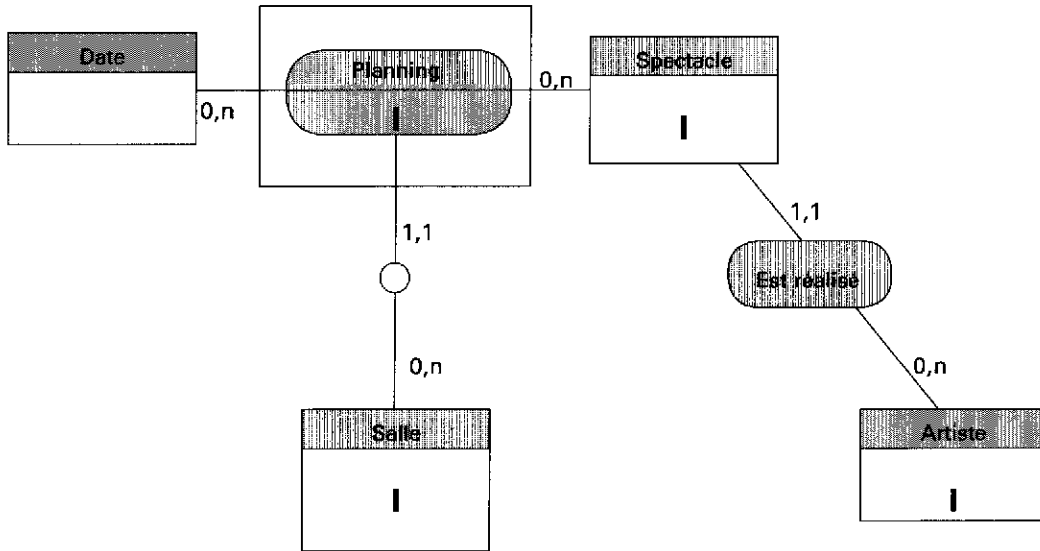 Date
Planning
Spectacle
0,n
0,n
1,1
1,1
Est réalisé
0,n
0,n
Salle
Artiste